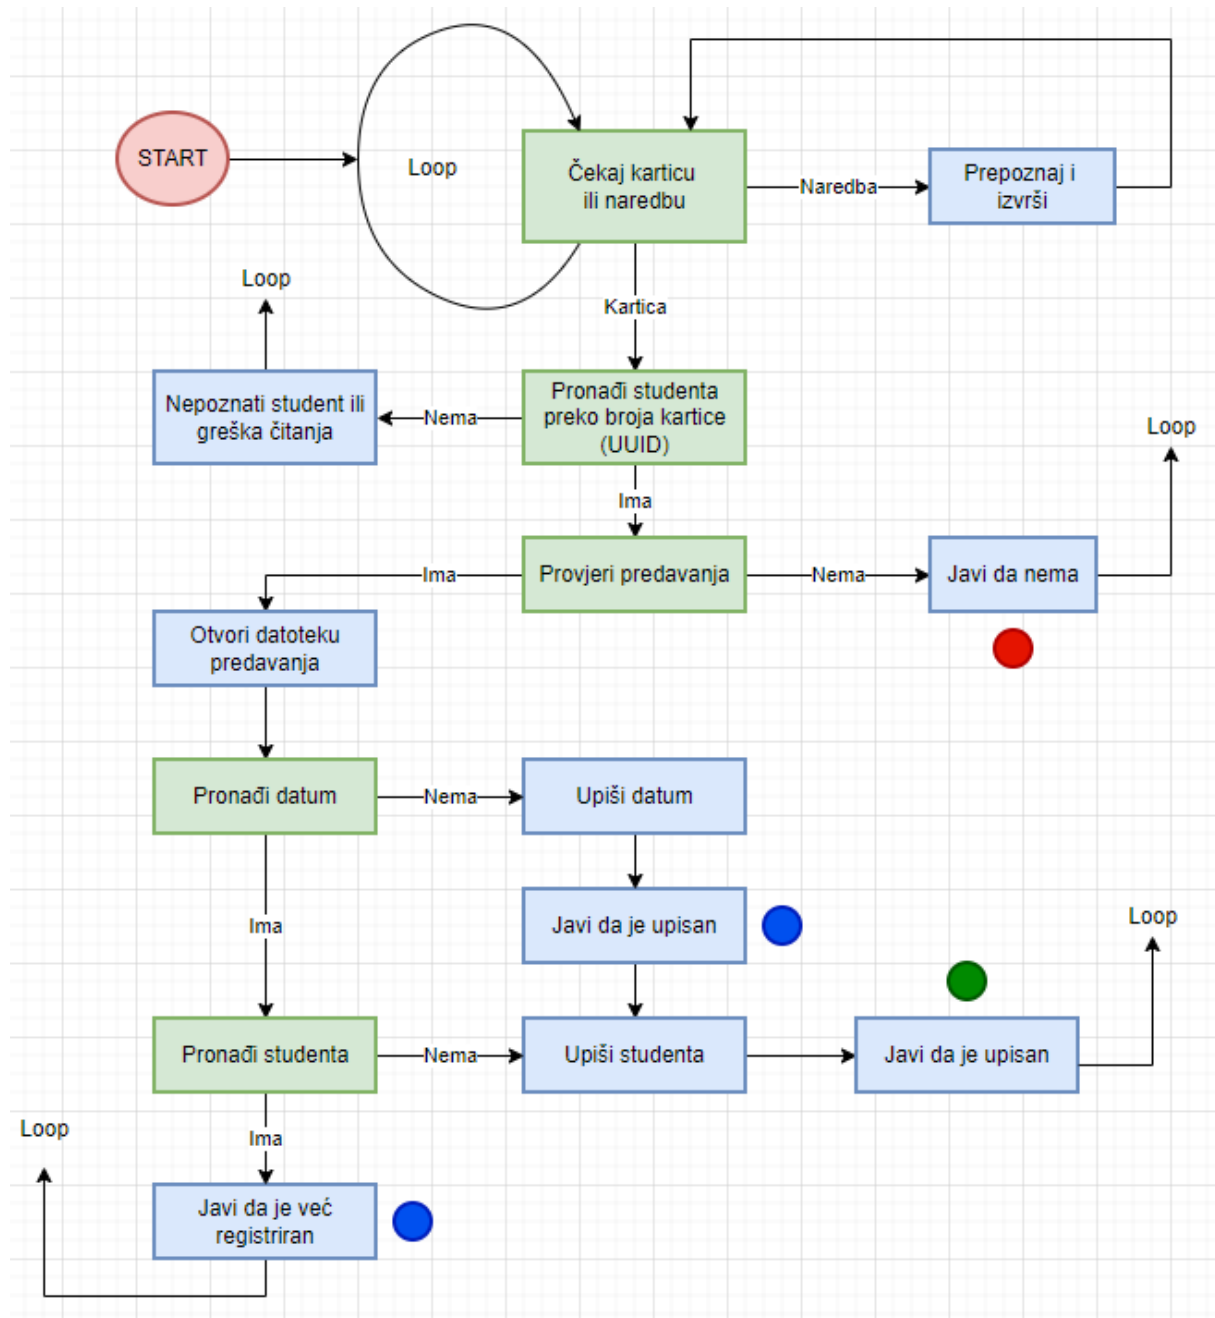 START
Loop
Čekaj karticu
ili naredbu
Naredba
Prepoznaj i
izvrši
Loop
Kartica
Nepoznati student ili
greška čitanja
Nema
Pronađi studenta
preko broja kartice
(UUID)
Loop
Ima
Ima
Provjeri predavanja
Nema
Javi da nema
Otvori datoteku
predavanja
Pronađi datum
Nema
Upiši datum
Ima
Javi da je upisan
Loop
Pronađi studenta
Nema
Upiši studenta
Javi da je upisan
Loop
Ima
Javi da je već
registriran